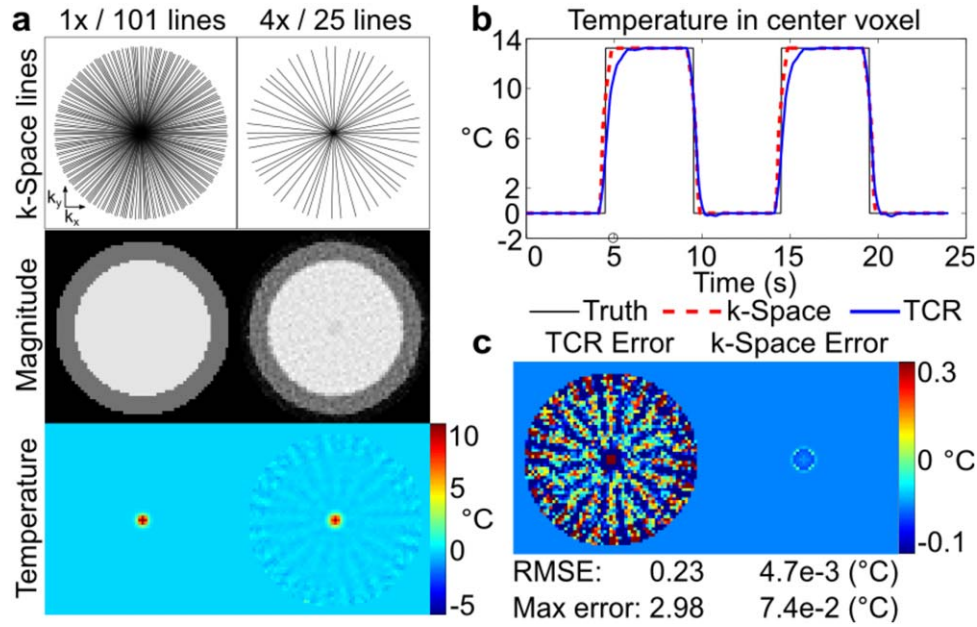 a 1x / 101 lines 4x / 25 lines
k-Space lines
ky
kx
Magnitude
Temperature
10
5
°C
0
-5
b Temperature in center voxel
14
10
°C
6
2
0
-2
0 5 10 15 20 25
Time (s)
Truth k-Space TCR
c TCR Error k-Space Error
0.3
0 °C
-0.1
RMSE: 0.23 4.7e-3 (°C)
Max error: 2.98 7.4e-2 (°C)